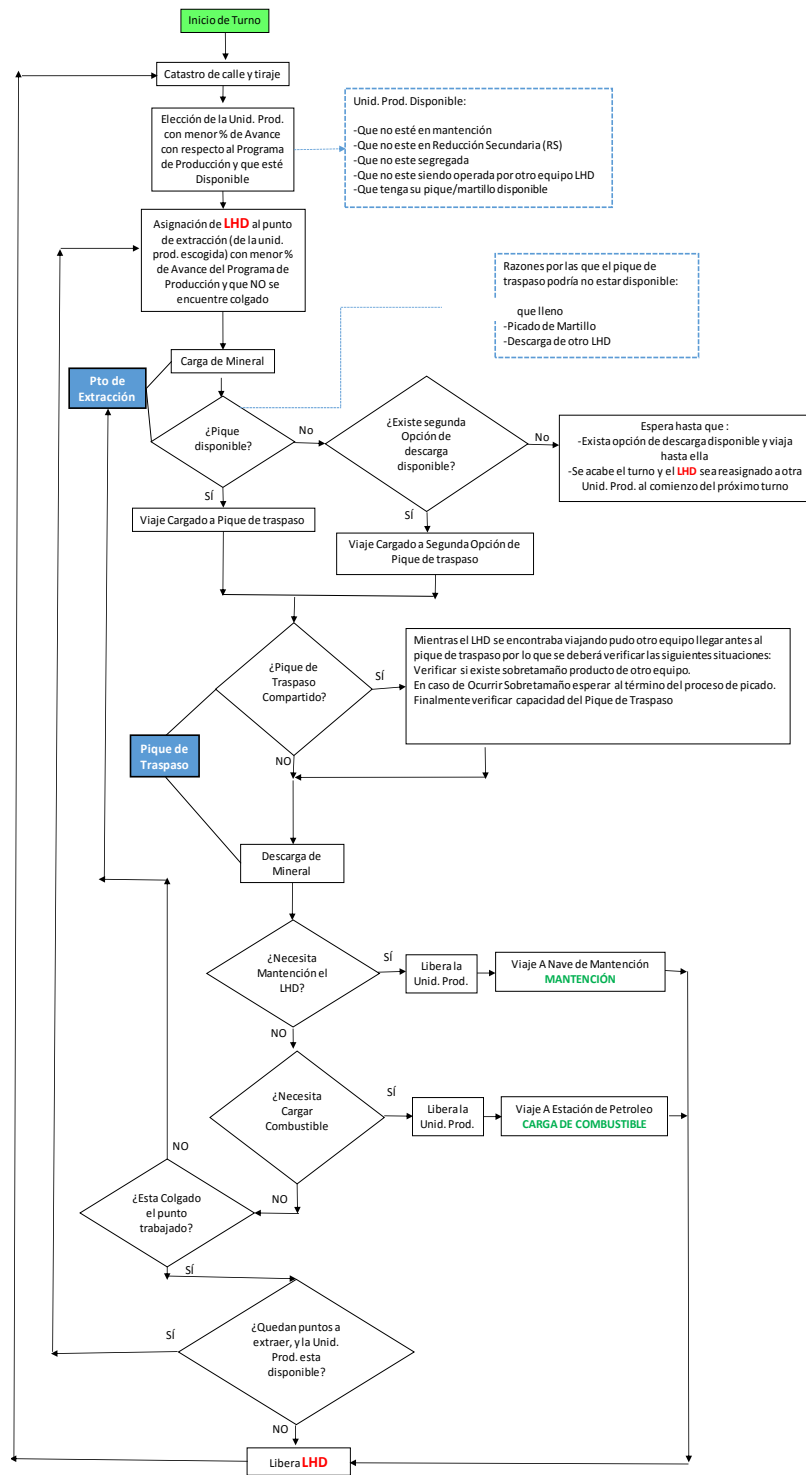 Inicio de Turno
Catastro de calle y tiraje
Elección de la Unid. Prod.
con menor % de Avance
con respecto al Programa
de Producción y que esté
Disponible
Unid. Prod. Disponible:
-Que no esté en mantención
-Que no este en Reducción Secundaria (RS)
-Que no este segregada
-Que no este siendo operada por otro equipo LHD
-Que tenga su pique/martillo disponible
Asignación de LHD al punto
de extracción (de la unid.
prod. escogida) con menor %
de Avance del Programa de
Producción y que NO se
encuentre colgado
Razones por las que el pique de
traspaso podría no estar disponible:
que lleno
-Picado de Martillo
-Descarga de otro LHD
Carga de Mineral
Pto de
Extracción
¿Pique
disponible?
No
¿Existe segunda
Opción de
descarga
disponible?
No
Espera hasta que :
-Exista opción de descarga disponible y viaja
hasta ella
-Se acabe el turno y el LHD sea reasignado a otra
Unid. Prod. al comienzo del próximo turno
SÍ
SÍ
Viaje Cargado a Pique de traspaso
Viaje Cargado a Segunda Opción de
Pique de traspaso
¿Pique de
Traspaso
Compartido?
SÍ
Mientras el LHD se encontraba viajando pudo otro equipo llegar antes al
pique de traspaso por lo que se deberá verificar las siguientes situaciones:
Verificar si existe sobretamaño producto de otro equipo.
En caso de Ocurrir Sobretamaño esperar al término del proceso de picado.
Finalmente verificar capacidad del Pique de Traspaso
Pique de
Traspaso
NO
Descarga de
Mineral
¿Necesita
Mantención el
LHD?
SÍ
Libera la
Unid. Prod.
Viaje A Nave de Mantención
MANTENCIÓN
NO
¿Necesita
Cargar
Combustible
SÍ
Libera la
Unid. Prod.
Viaje A Estación de Petroleo
CARGA DE COMBUSTIBLE
NO
NO
¿Esta Colgado
el punto
trabajado?
NO
SÍ
¿Quedan puntos a
extraer, y la Unid.
Prod. esta
disponible?
SÍ
NO
Libera LHD